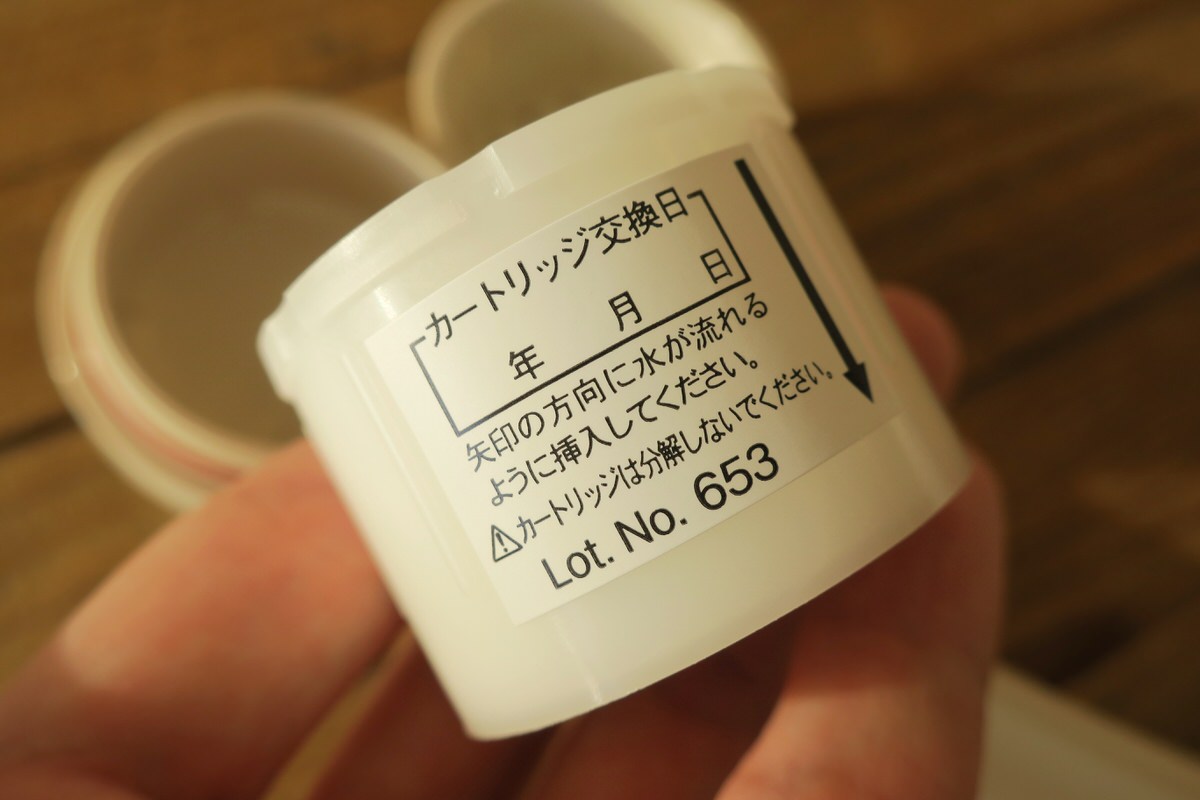 カートリッジ交換日
年 月 日
矢印の方向に水が流れる
ように挿入してください。
⚠カートリッジは分解しないでください。
Lot. No. 653